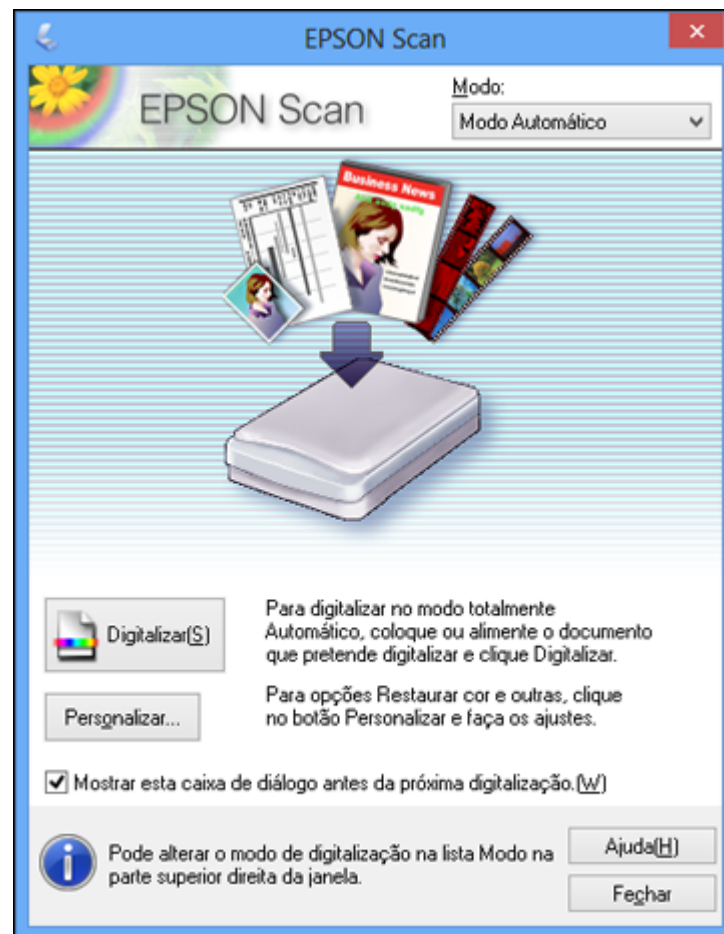 EPSON Scan
EPSON Scan
Modo:
Modo Automático
Business News
Digitalizar(S)
Para digitalizar no modo totalmente
Automático, coloque ou alimente o documento
que pretende digitalizar e clique Digitalizar.
Personalizar...
Para opções Restaurar cor e outras, clique
no botão Personalizar e faça os ajustes.
Mostrar esta caixa de diálogo antes da próxima digitalização.(W)
Pode alterar o modo de digitalização na lista Modo na
parte superior direita da janela.
Ajuda(H)
Fechar